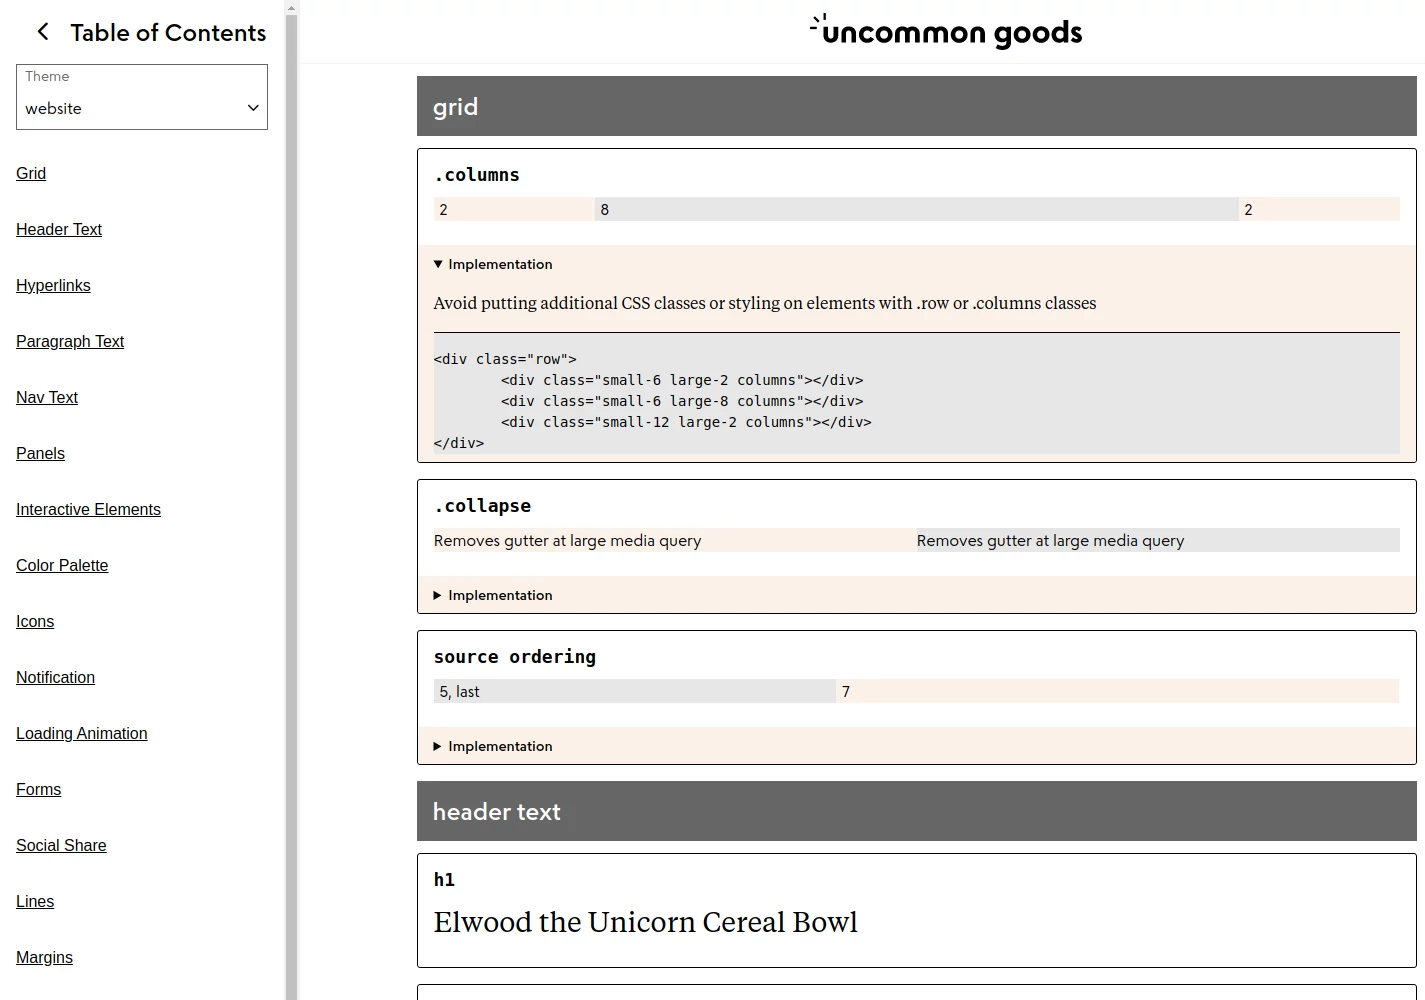 Table of Contents
Theme
website
Grid
Header Text
Hyperlinks
Paragraph Text
Nav Text
Panels
Interactive Elements
Color Palette
Icons
Notification
Loading Animation
Forms
Social Share
Lines
Margins
uncommon goods
grid
.columns
2 8 2
Implementation
Avoid putting additional CSS classes or styling on elements with .row or .columns classes
<div class="row">
	<div class="small-6 large-2 columns"></div>
	<div class="small-6 large-8 columns"></div>
	<div class="small-12 large-2 columns"></div>
</div>
.collapse
Removes gutter at large media query Removes gutter at large media query
Implementation
source ordering
5, last 7
Implementation
header text
h1
Elwood the Unicorn Cereal Bowl